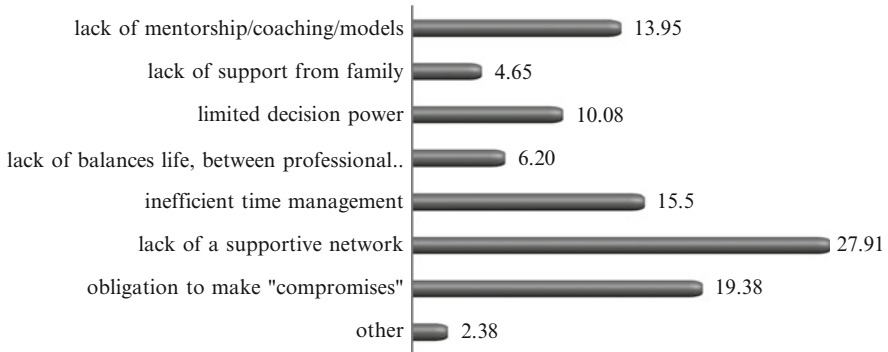 lack of mentorship/coaching/models 13.95
lack of support from family 4.65
limited decision power 10.08
lack of balances life, between professional.. 6.20
inefficient time management 15.5
lack of a supportive network 27.91
obligation to make "compromises" 19.38
other 2.38